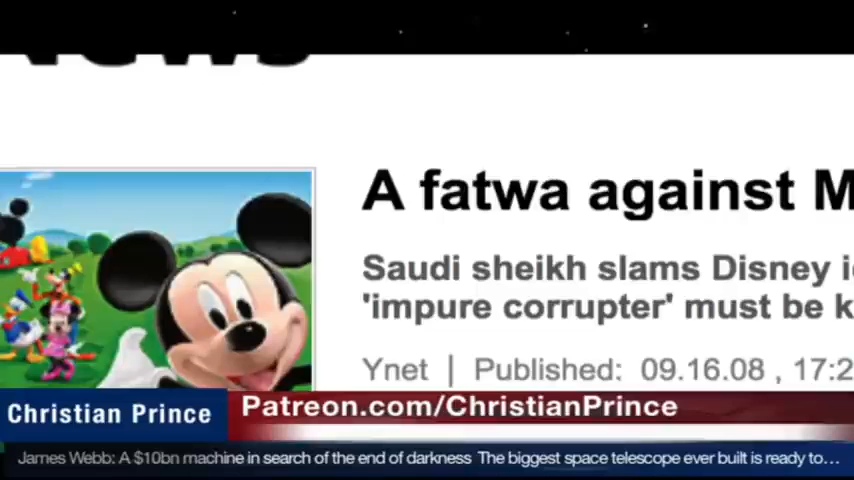 A fatwa against M
Saudi sheikh slams Disney i
'impure corrupter' must be k
Ynet | Published: 09.16.08 , 17:2
Christian Prince
Patreon.com/ChristianPrince
James Webb: A $10bn machine in search of the end of darkness The biggest space telescope ever built is ready to…